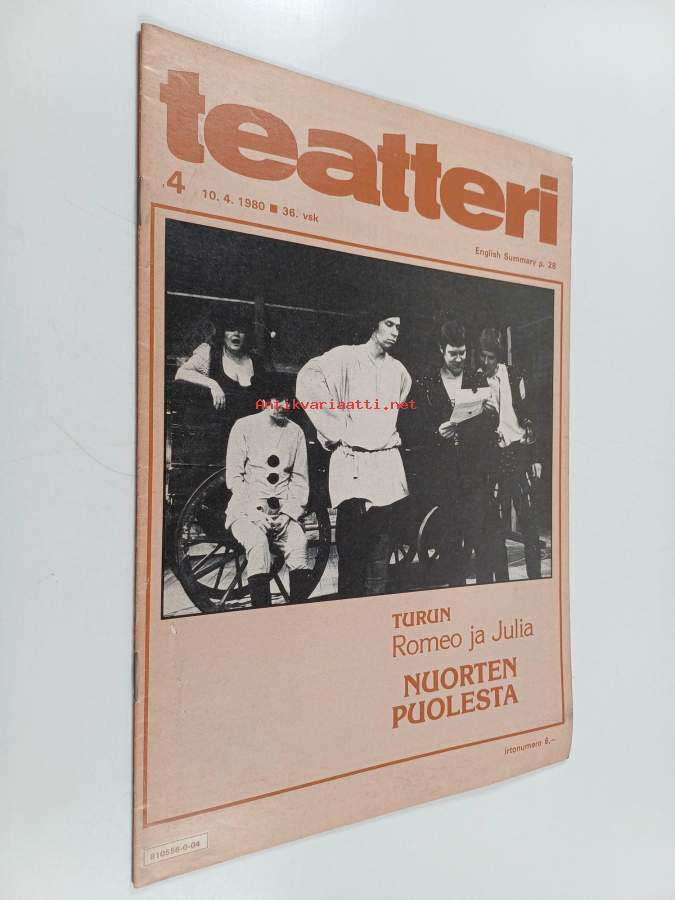 teatteri
4 10. 4. 1980 ■ 36. vsk
English Summary p. 28
Antikvariaatti.net
TURUN
Romeo ja Julia
NUORTEN
PUOLESTA
irtonumero 8,–
810556-0-04